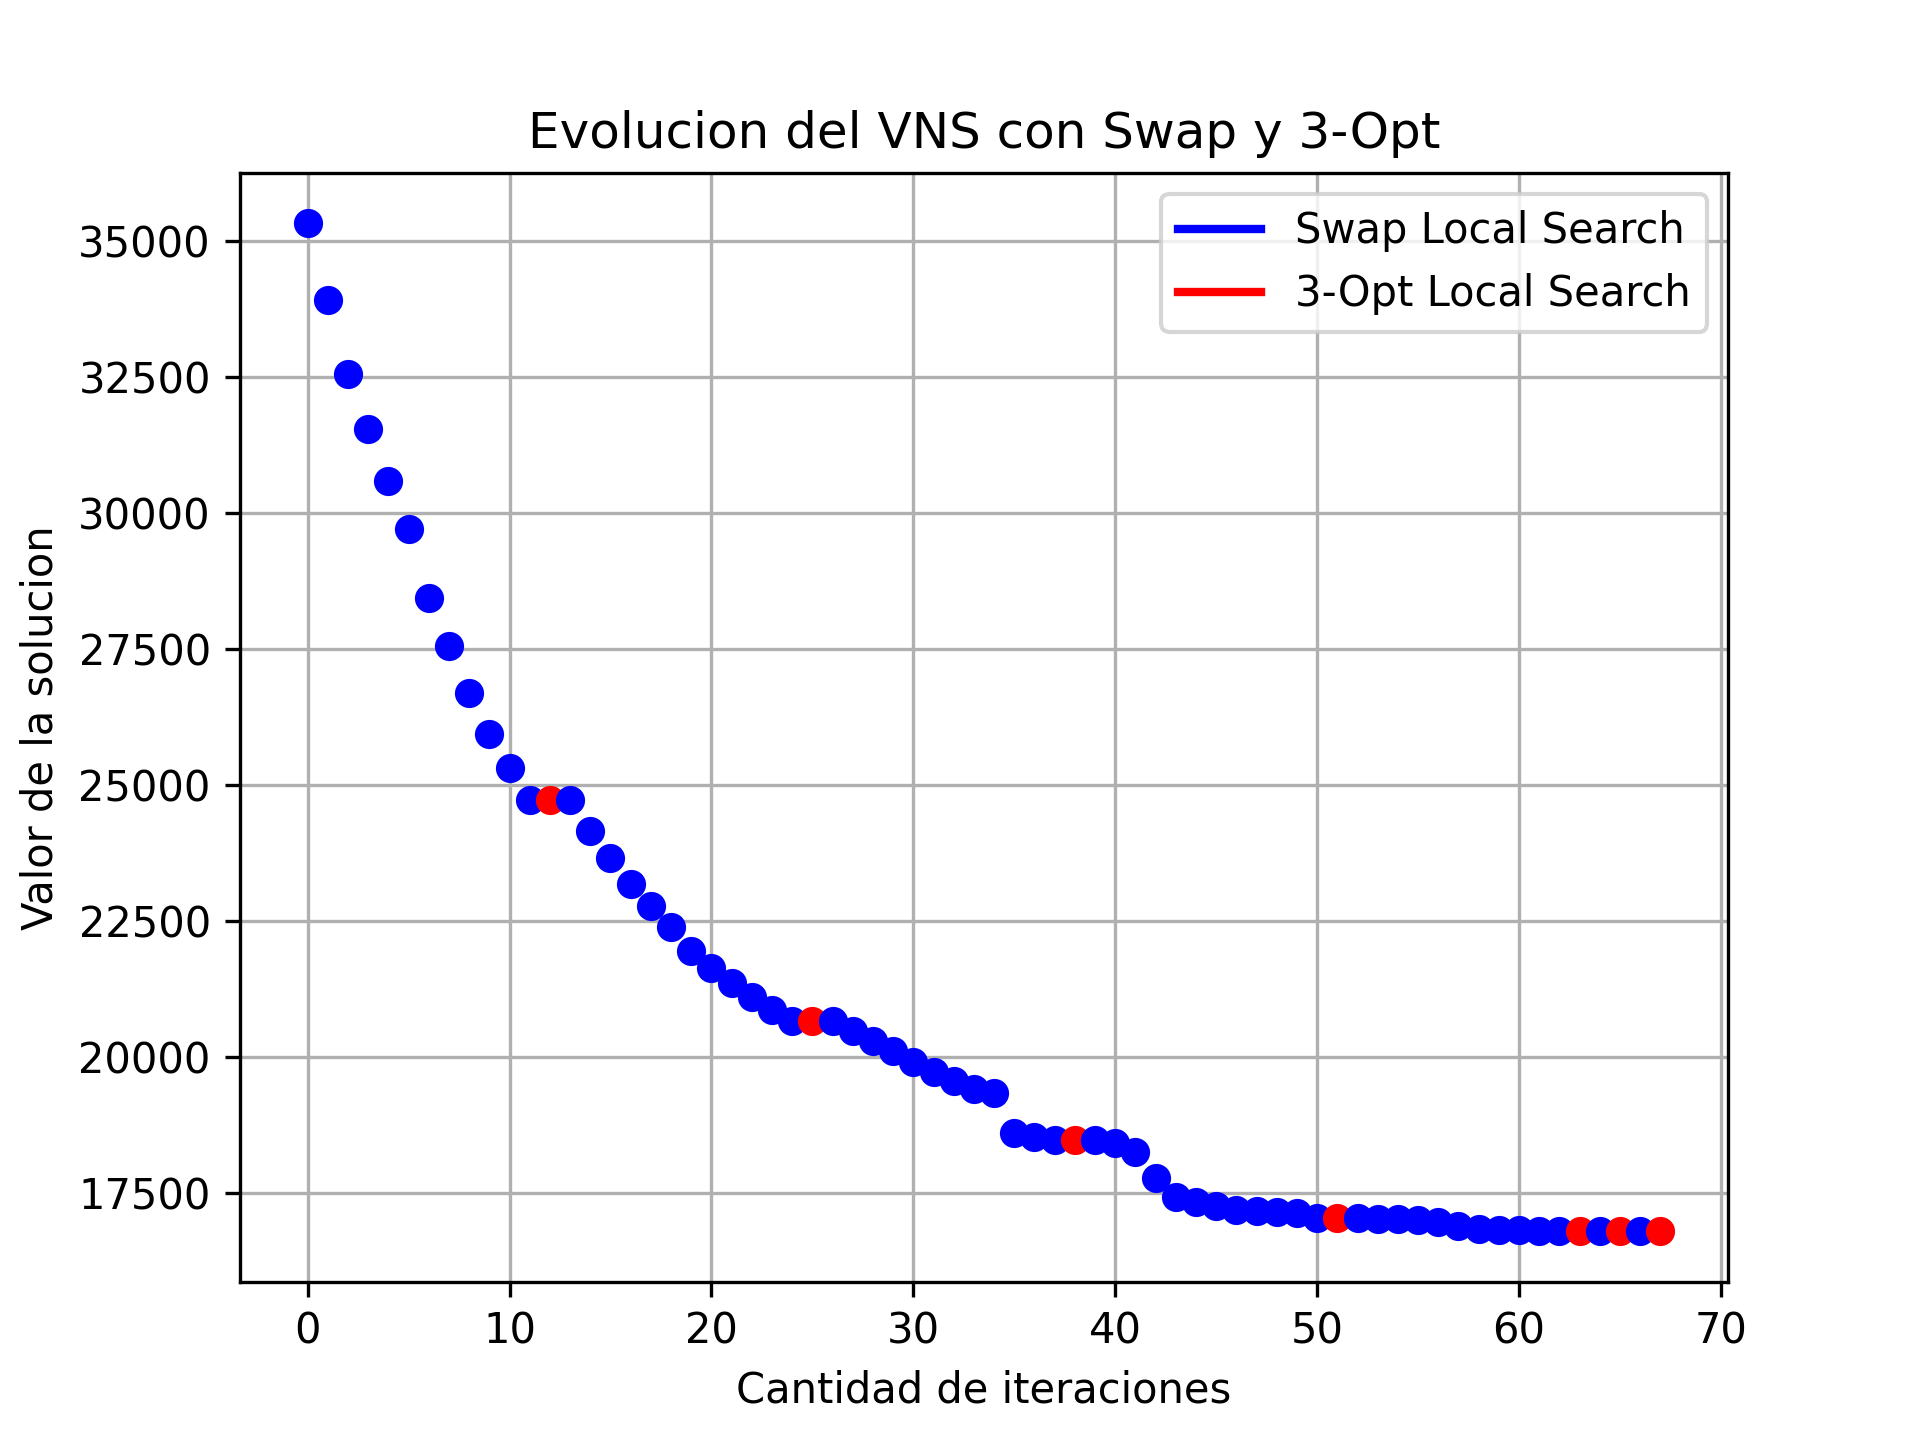 Evolucion del VNS con Swap y 3-Opt
Swap Local Search
3-Opt Local Search
Valor de la solucion
35000
32500
30000
27500
25000
22500
20000
17500
0 10 20 30 40 50 60 70
Cantidad de iteraciones